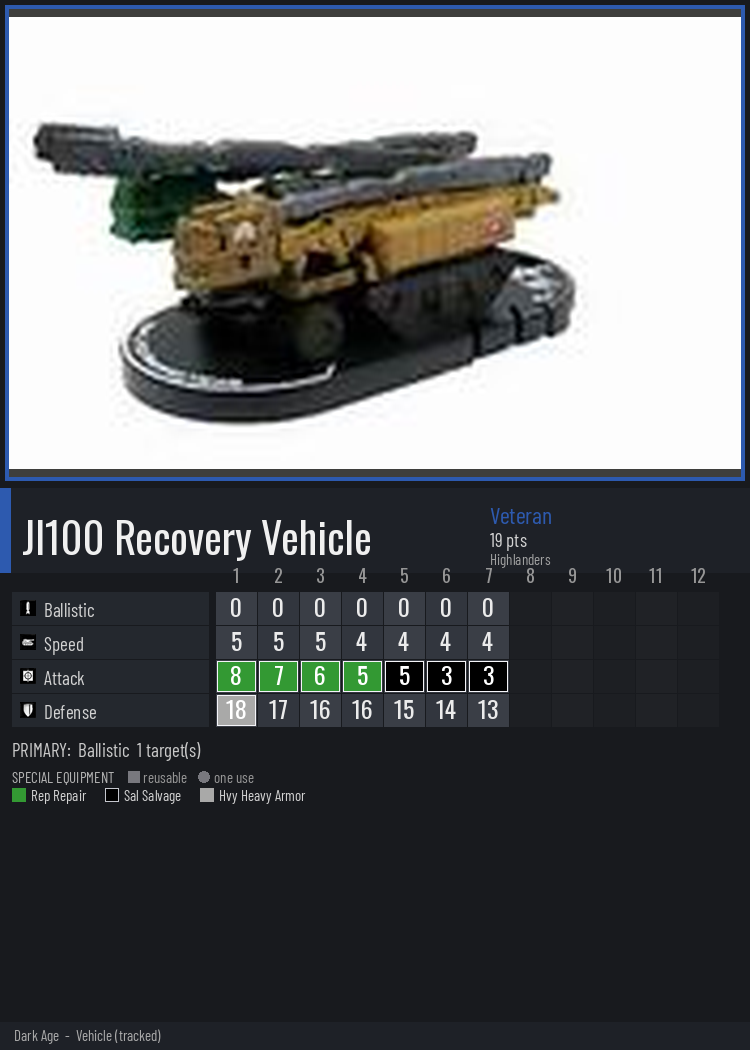 JI100 Recovery Vehicle
Veteran
19 pts
Highlanders
1 2 3 4 5 6 7 8 9 10 11 12
Ballistic 0 0 0 0 0 0 0
Speed 5 5 5 4 4 4 4
Attack 8 7 6 5 5 3 3
Defense 18 17 16 16 15 14 13
PRIMARY: Ballistic 1 target(s)
SPECIAL EQUIPMENT reusable one use
Rep Repair Sal Salvage Hvy Heavy Armor
Dark Age - Vehicle (tracked)